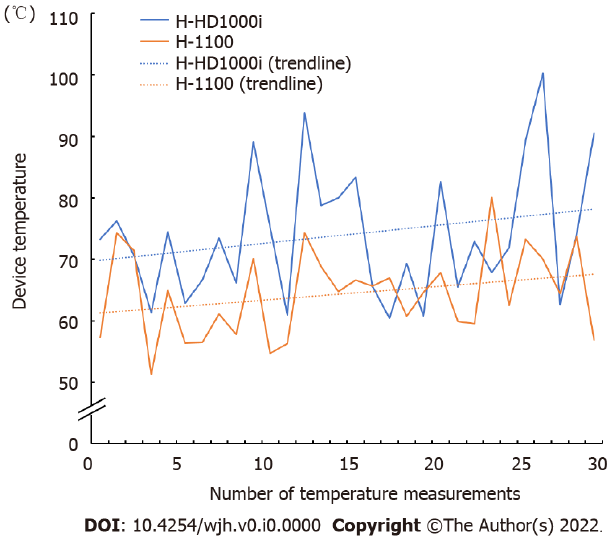 (℃)
110
100
90
80
70
60
50
0
Device temperature
H-HD1000i
H-1100
H-HD1000i (trendline)
H-1100 (trendline)
0 5 10 15 20 25 30
Number of temperature measurements
DOI: 10.4254/wjh.v0.i0.0000 Copyright ©The Author(s) 2022.